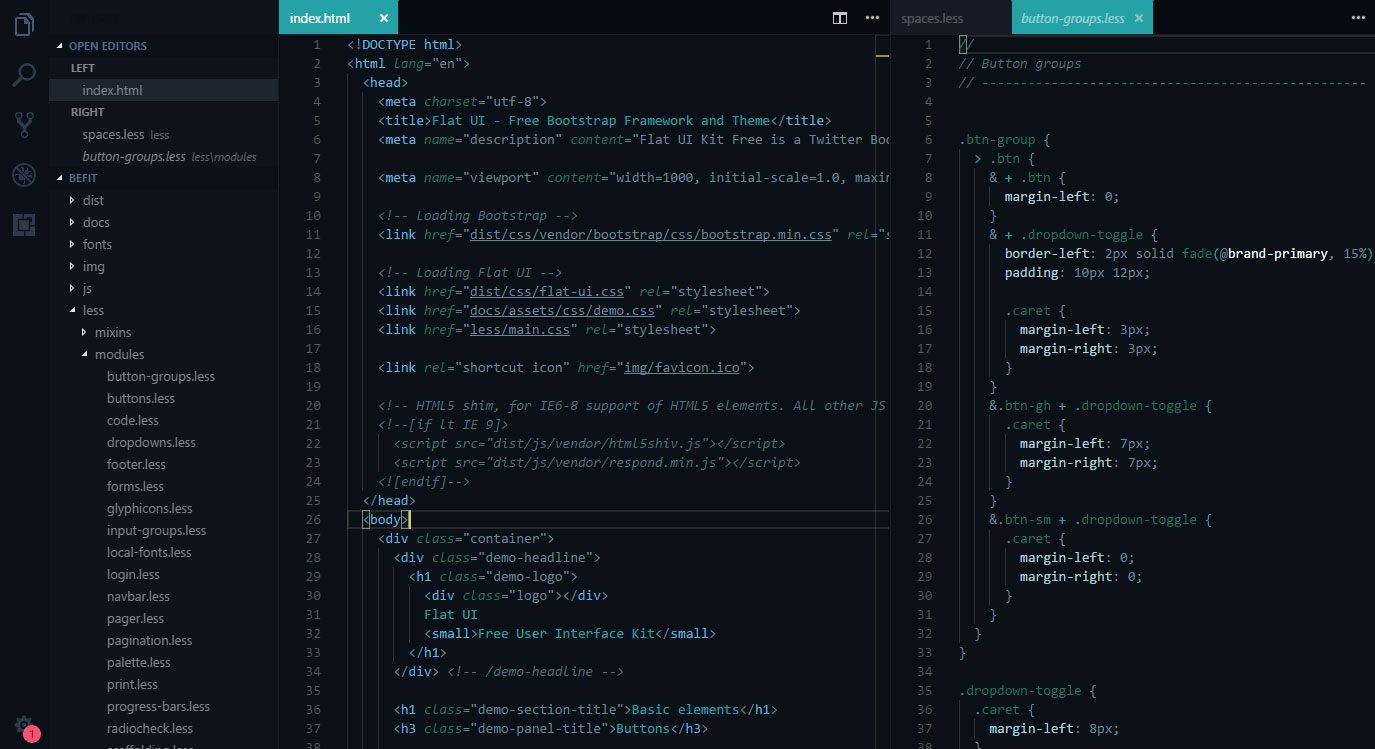 OPEN EDITORS
LEFT
index.html
RIGHT
spaces.less less
button-groups.less less\modules
BEFIT
dist
docs
fonts
img
js
less
mixins
modules
button-groups.less
buttons.less
code.less
dropdowns.less
footer.less
forms.less
glyphicons.less
input-groups.less
local-fonts.less
login.less
navbar.less
pager.less
pagination.less
palette.less
print.less
progress-bars.less
radiocheck.less
1
index.html ×
1 <!DOCTYPE html>
2 <html lang="en">
3 <head>
4 <meta charset="utf-8">
5 <title>Flat UI - Free Bootstrap Framework and Theme</title>
6 <meta name="description" content="Flat UI Kit Free is a Twitter Boo
7
8 <meta name="viewport" content="width=1000, initial-scale=1.0, maxim
9
10 <!-- Loading Bootstrap -->
11 <link href="dist/css/vendor/bootstrap/css/bootstrap.min.css" rel="s
12
13 <!-- Loading Flat UI -->
14 <link href="dist/css/flat-ui.css" rel="stylesheet">
15 <link href="docs/assets/css/demo.css" rel="stylesheet">
16 <link href="less/main.css" rel="stylesheet">
17
18 <link rel="shortcut icon" href="img/favicon.ico">
19
20 <!-- HTML5 shim, for IE6-8 support of HTML5 elements. All other JS
21 <!--[if lt IE 9]>
22 <script src="dist/js/vendor/html5shiv.js"></script>
23 <script src="dist/js/vendor/respond.min.js"></script>
24 <![endif]-->
25 </head>
26 <body>
27 <div class="container">
28 <div class="demo-headline">
29 <h1 class="demo-logo">
30 <div class="logo"></div>
31 Flat UI
32 <small>Free User Interface Kit</small>
33 </h1>
34 </div> <!-- /demo-headline -->
35
36 <h1 class="demo-section-title">Basic elements</h1>
37 <h3 class="demo-panel-title">Buttons</h3>
38
spaces.less
button-groups.less ×
1 //
2 // Button groups
3 // --------------------------------------------------
4
5
6 .btn-group {
7 > .btn {
8 & + .btn {
9 margin-left: 0;
10 }
11 & + .dropdown-toggle {
12 border-left: 2px solid fade(@brand-primary, 15%)
13 padding: 10px 12px;
14
15 .caret {
16 margin-left: 3px;
17 margin-right: 3px;
18 }
19 }
20 &.btn-gh + .dropdown-toggle {
21 .caret {
22 margin-left: 7px;
23 margin-right: 7px;
24 }
25 }
26 &.btn-sm + .dropdown-toggle {
27 .caret {
28 margin-left: 0;
29 margin-right: 0;
30 }
31 }
32 }
33 }
34
35 .dropdown-toggle {
36 .caret {
37 margin-left: 8px;
38 }